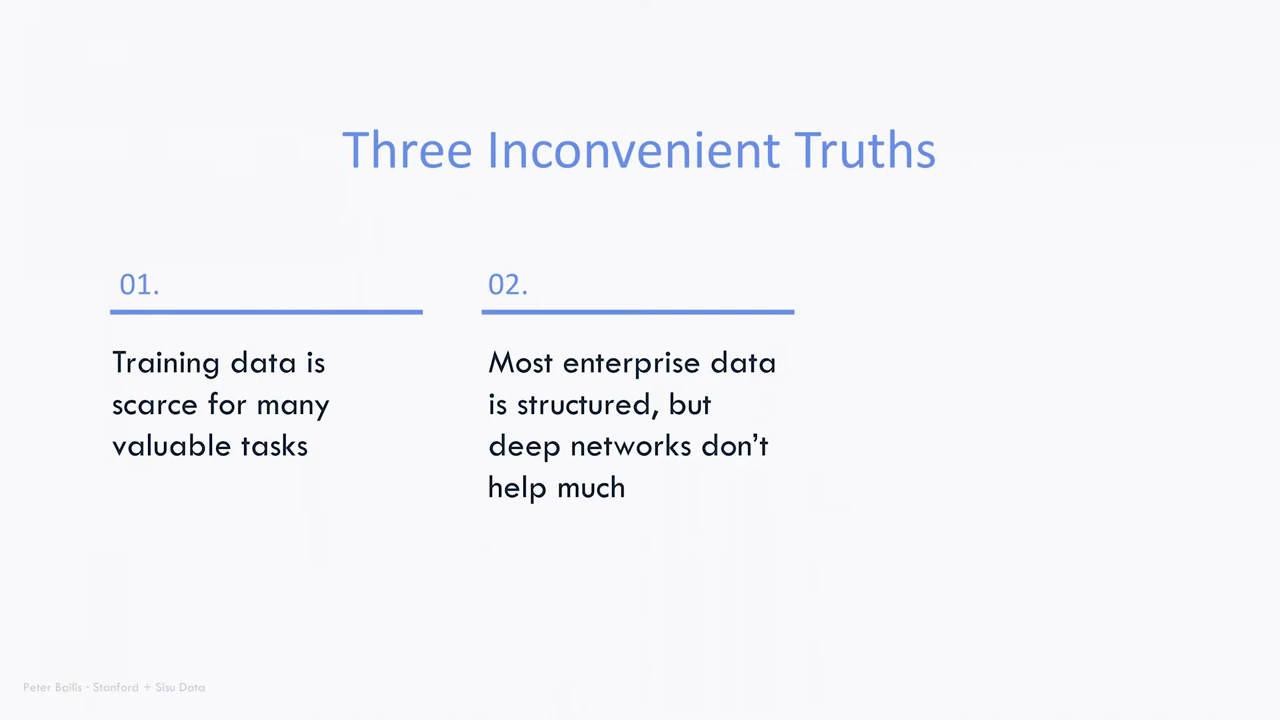 Three Inconvenient Truths
01.
Training data is
scarce for many
valuable tasks
02.
Most enterprise data
is structured, but
deep networks don’t
help much
Peter Bailis · Stanford + Sisu Data